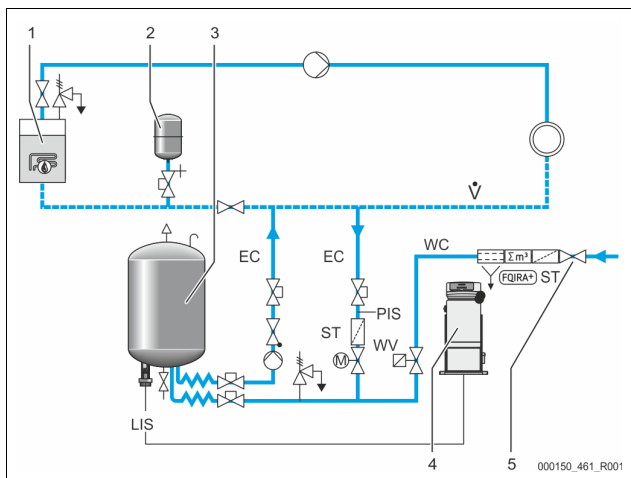 1
2
3
V̇
EC
EC
WC
Σm³
FQIRA+
ST
PIS
ST
WV
M
LIS
4
5
000150_461_R001